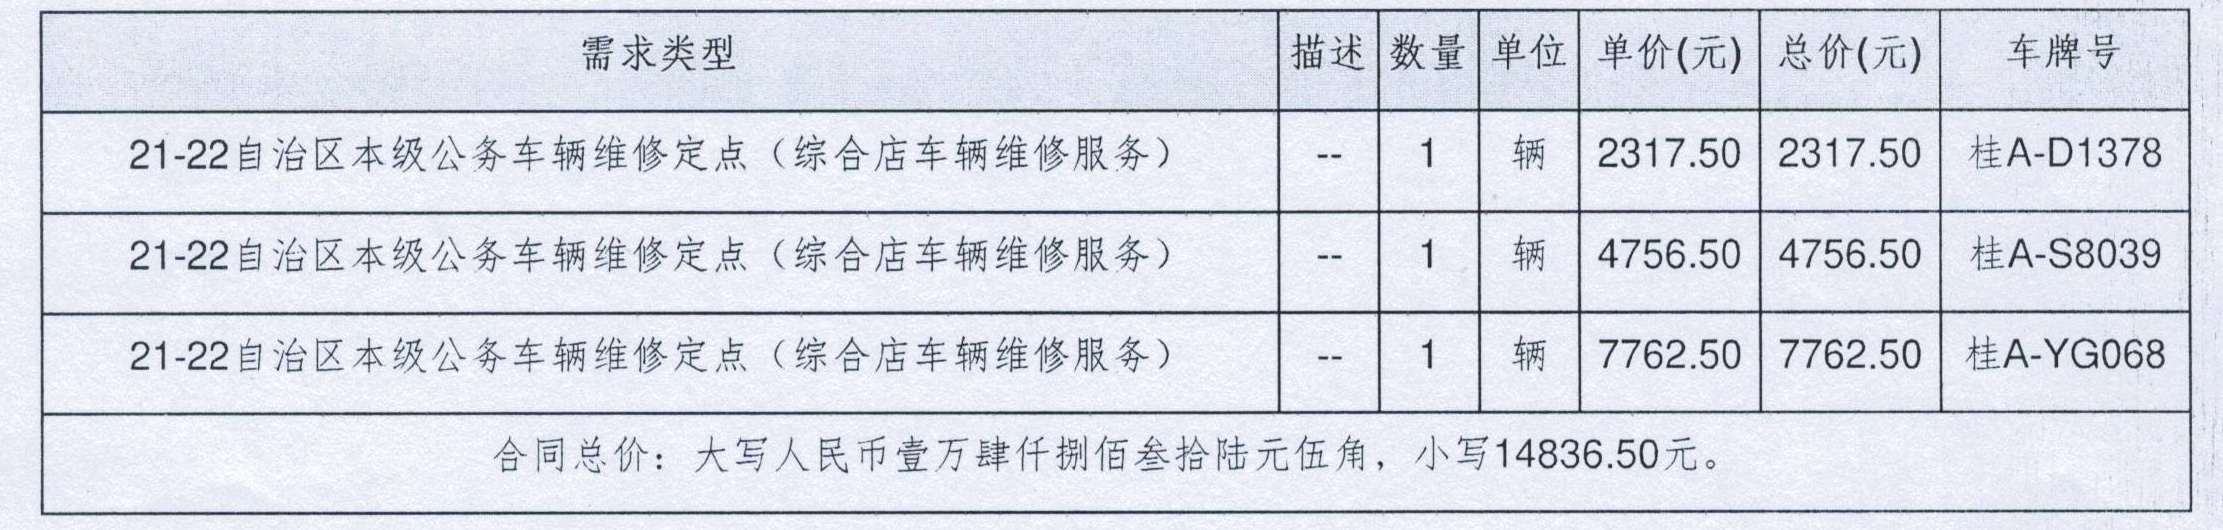 需求类型 描述 数量 单位 单价(元) 总价(元) 车牌号
21-22自治区本级公务车辆维修定点（综合店车辆维修服务） -- 1 辆 2317.50 2317.50 桂A-D1378
21-22自治区本级公务车辆维修定点（综合店车辆维修服务） -- 1 辆 4756.50 4756.50 桂A-S8039
21-22自治区本级公务车辆维修定点（综合店车辆维修服务） -- 1 辆 7762.50 7762.50 桂A-YG068
合同总价：大写人民币壹万肆仟捌佰叁拾陆元伍角，小写14836.50元。